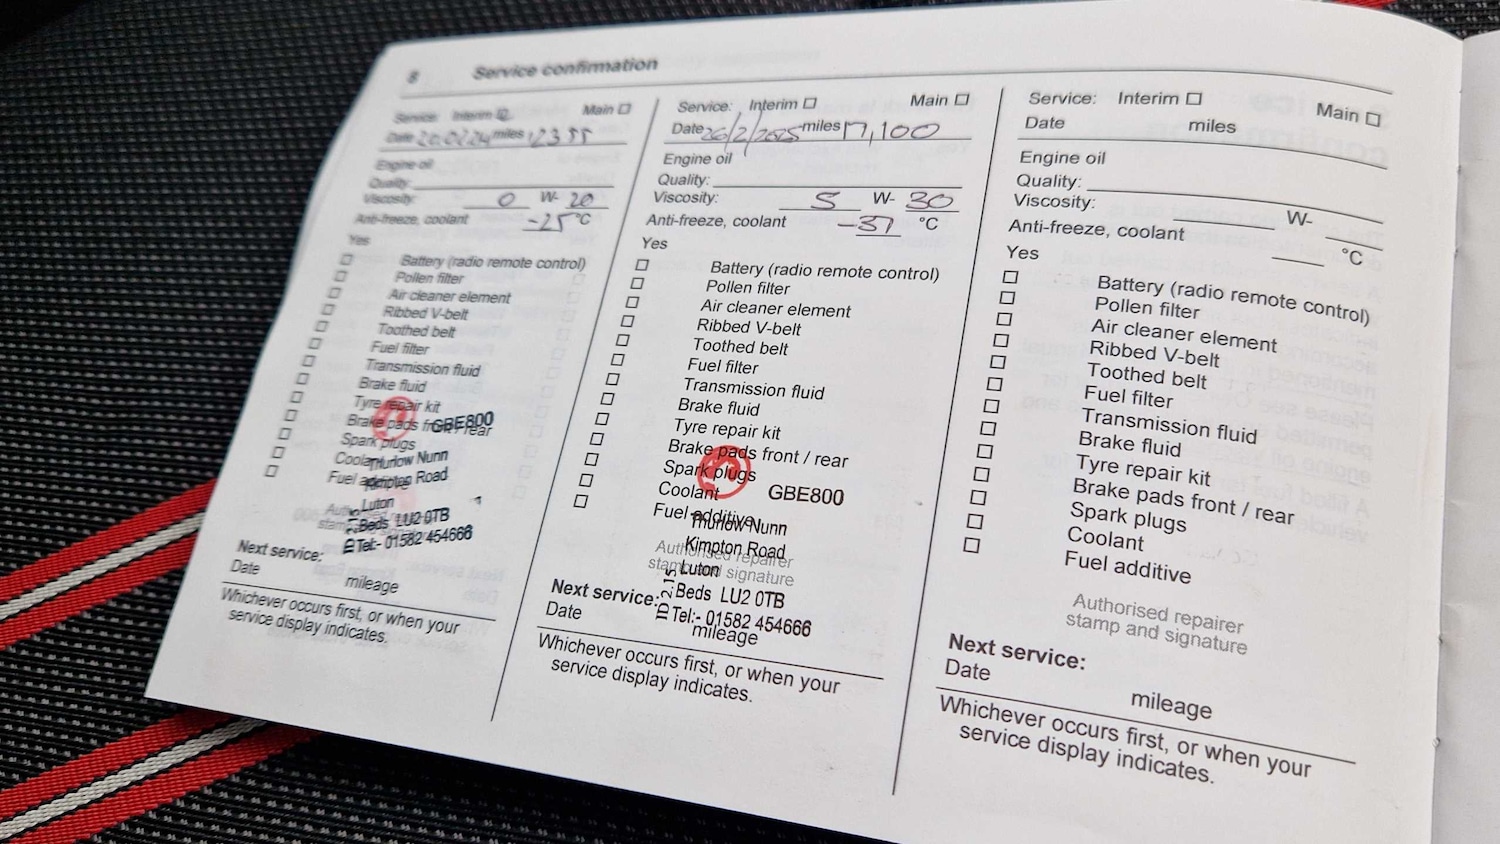 8 Service confirmation
Service: Interim Main
Date 20.02.24 miles 12355
Engine oil
Quality:
Viscosity: 0 W- 20
Anti-freeze, coolant -25 °C
Yes
Battery (radio remote control)
Pollen filter
Air cleaner element
Ribbed V-belt
Toothed belt
Fuel filter
Transmission fluid
Brake fluid
Tyre repair kit
Brake pads front / rear
GBE800
Spark plugs
Coolant
Thurlow Nunn
Fuel additive
Kimpton Road
Luton
Authorised repairer
stamp and signature
Beds LU2 0TB
Tel:- 01582 454666
Next service:
Date mileage
Whichever occurs first, or when your
service display indicates.
Service: Interim Main
Date 26/2/2025 miles 17,100
Engine oil
Quality:
Viscosity: 5 W- 30
Anti-freeze, coolant -37 °C
Yes
Battery (radio remote control)
Pollen filter
Air cleaner element
Ribbed V-belt
Toothed belt
Fuel filter
Transmission fluid
Brake fluid
Tyre repair kit
Brake pads front / rear
Spark plugs
GBE800
Coolant
Fuel additive
Thurlow Nunn
Kimpton Road
Authorised repairer
stamp and signature
Luton
Beds LU2 0TB
Tel:- 01582 454666
Next service:
Date mileage
Whichever occurs first, or when your
service display indicates.
Service: Interim Main
Date miles
Engine oil
Quality:
Viscosity: W-
Anti-freeze, coolant °C
Yes
Battery (radio remote control)
Pollen filter
Air cleaner element
Ribbed V-belt
Toothed belt
Fuel filter
Transmission fluid
Brake fluid
Tyre repair kit
Brake pads front / rear
Spark plugs
Coolant
Fuel additive
Authorised repairer
stamp and signature
Next service:
Date mileage
Whichever occurs first, or when your
service display indicates.